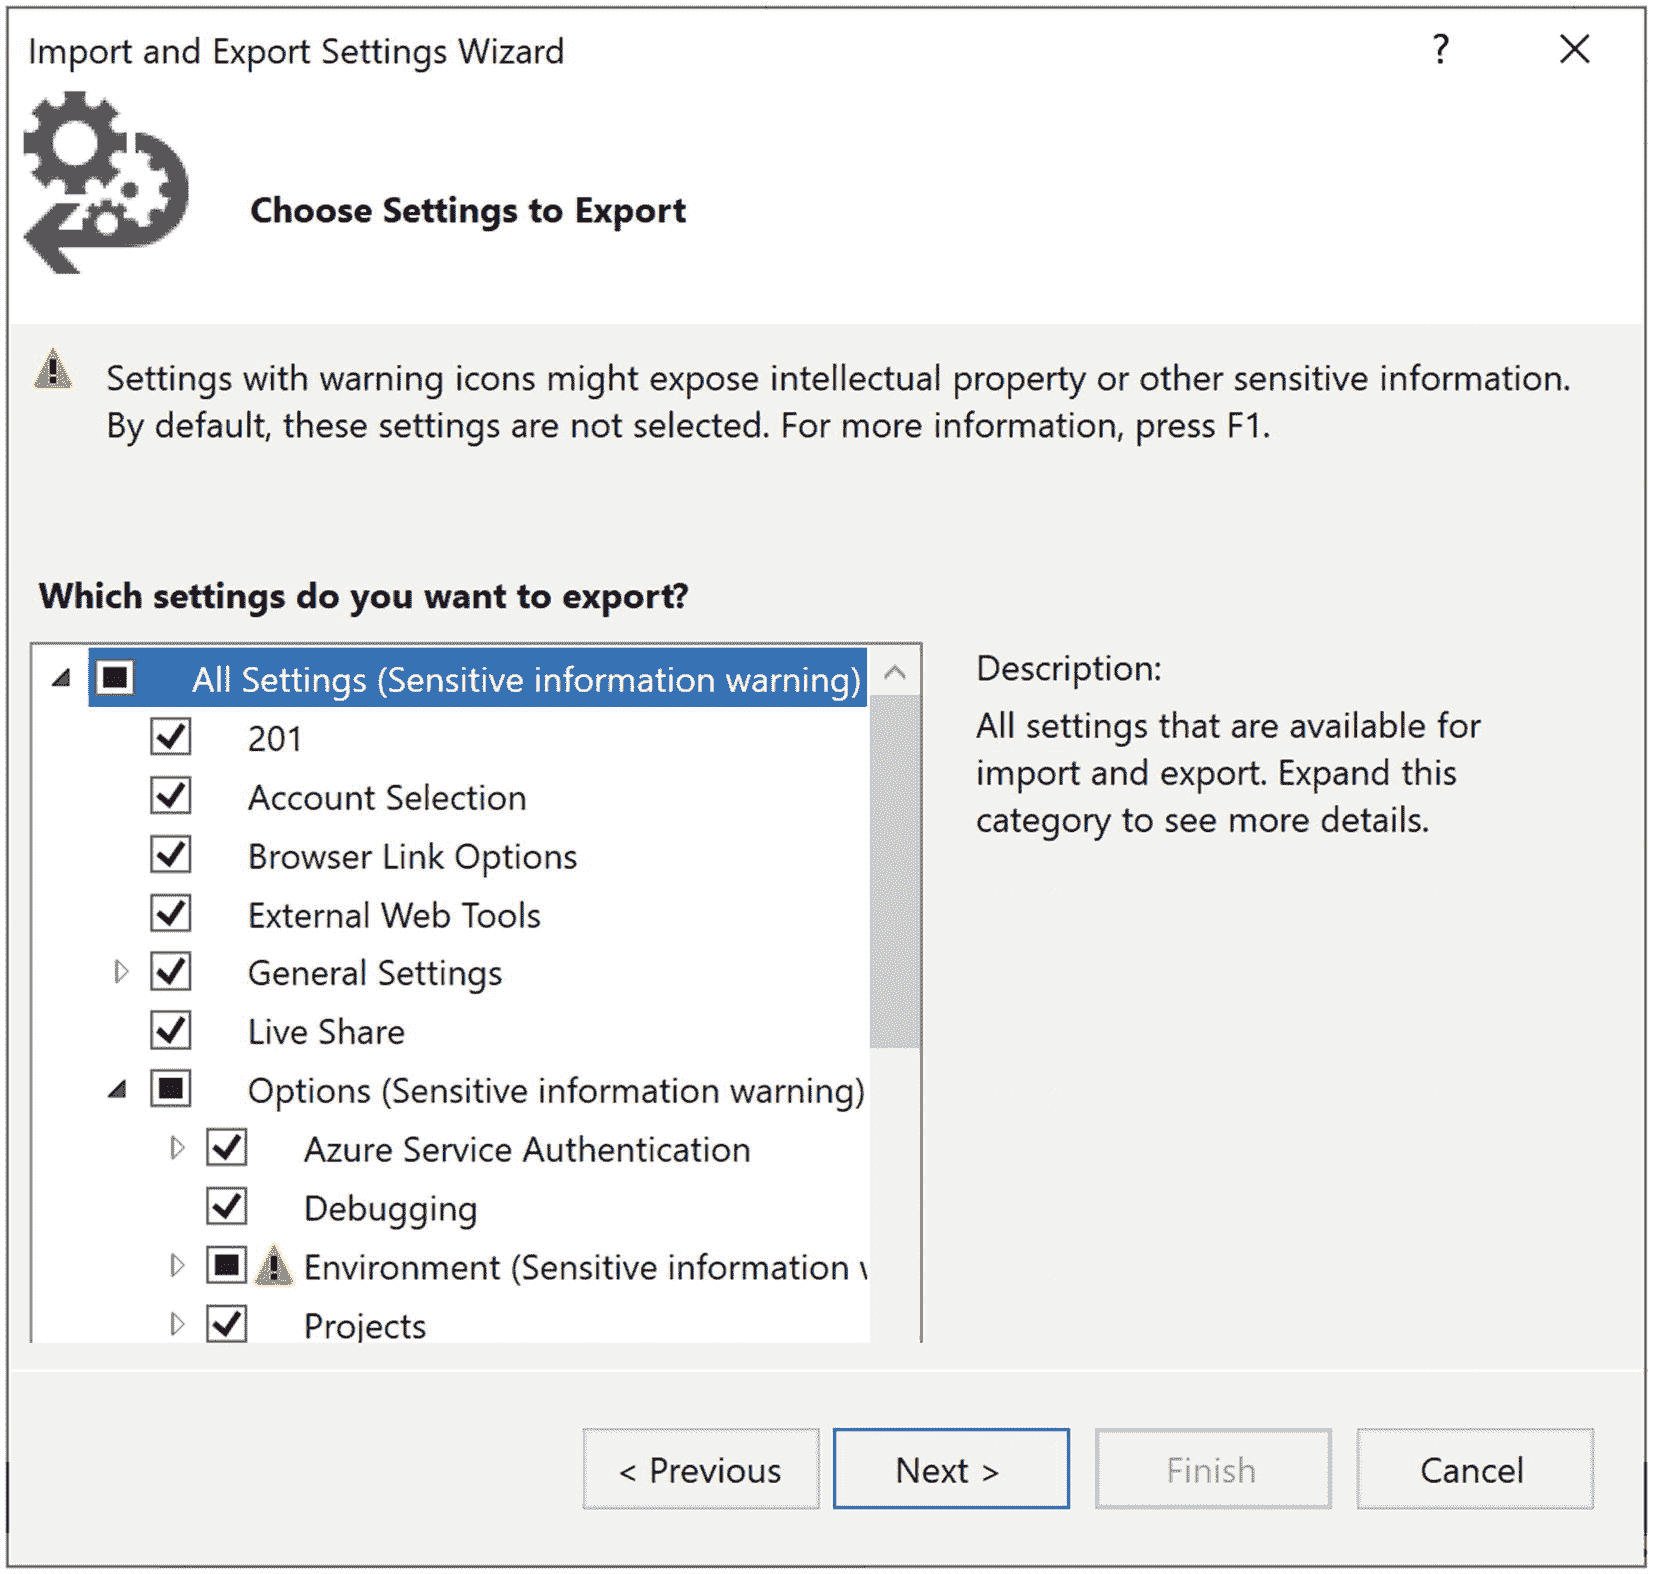 Import and Export Settings Wizard
?
Choose Settings to Export
Settings with warning icons might expose intellectual property or other sensitive information.
By default, these settings are not selected. For more information, press F1.
Which settings do you want to export?
All Settings (Sensitive information warning)
201
Account Selection
Browser Link Options
External Web Tools
General Settings
Live Share
Options (Sensitive information warning)
Azure Service Authentication
Debugging
Environment (Sensitive information
Projects
Description:
All settings that are available for
import and export. Expand this
category to see more details.
< Previous
Next >
Finish
Cancel